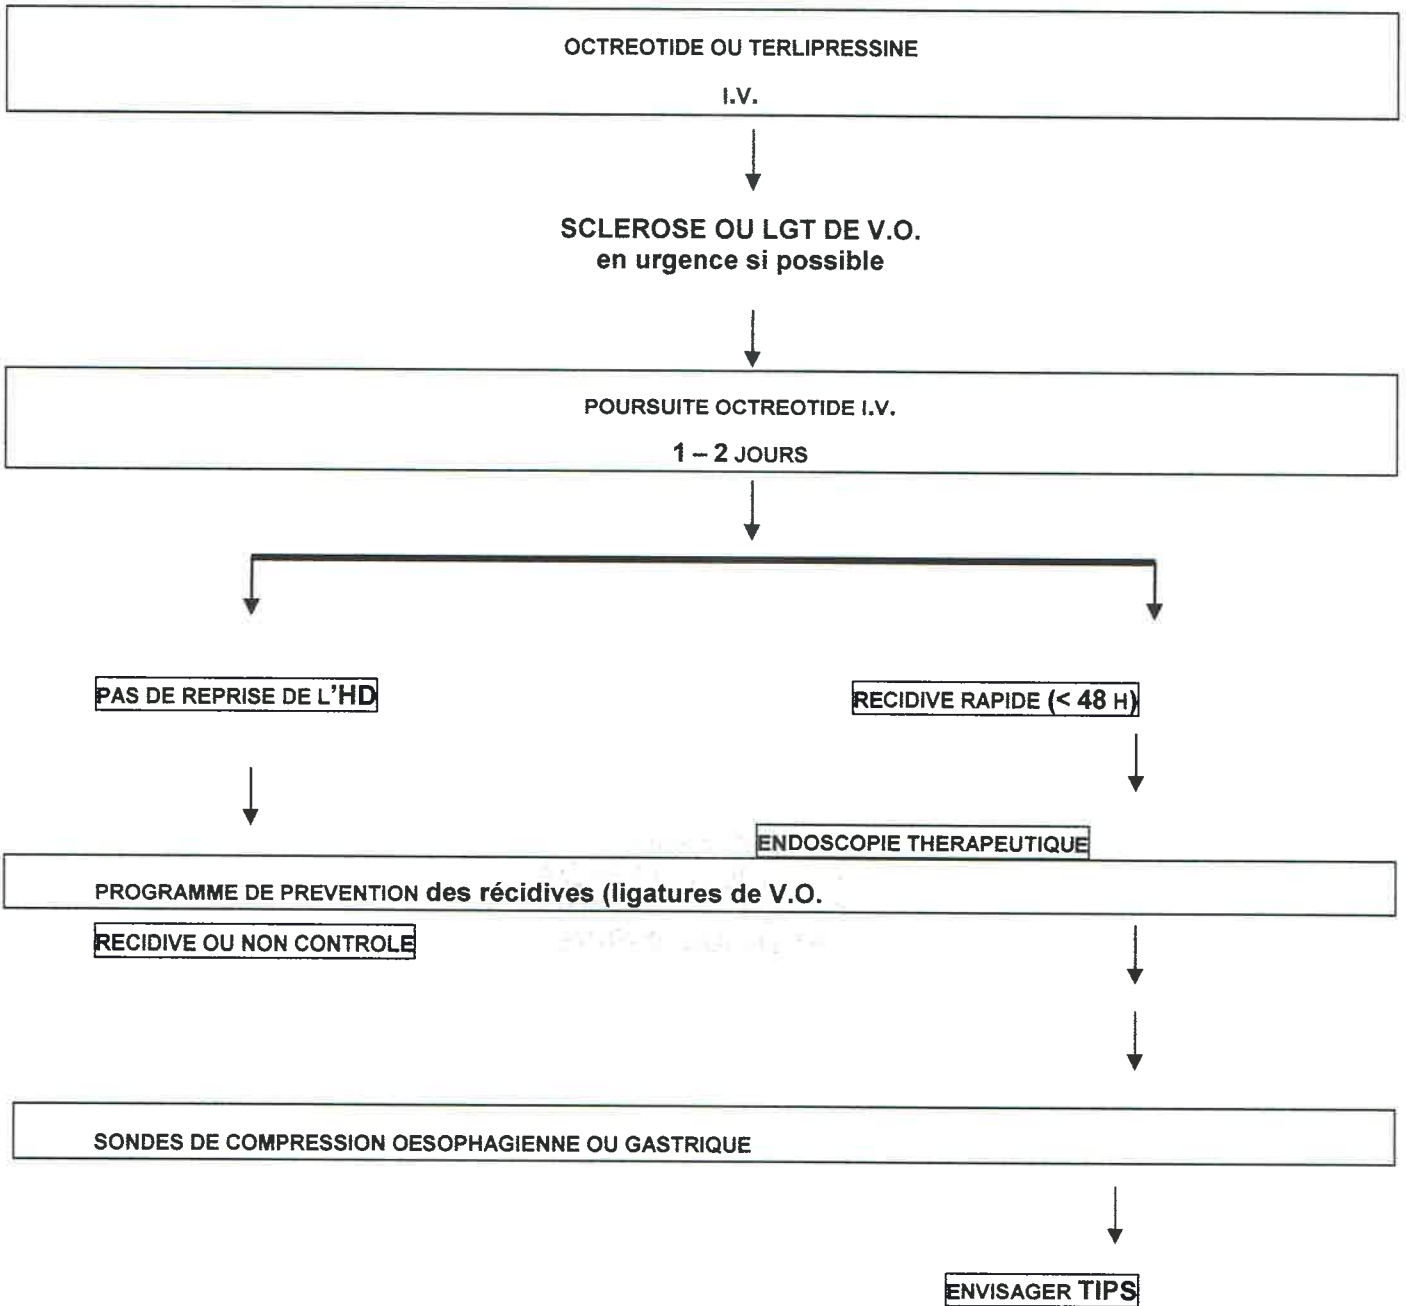 OCTREOTIDE OU TERLIPRESSINE
I.V.
SCLEROSE OU LGT DE V.O.
en urgence si possible
POURSUITE OCTREOTIDE I.V.
1 – 2 JOURS
PAS DE REPRISE DE L'HD
RECIDIVE RAPIDE (< 48 H)
ENDOSCOPIE THERAPEUTIQUE
PROGRAMME DE PREVENTION des récidives (ligatures de V.O.
RECIDIVE OU NON CONTROLE
SONDES DE COMPRESSION OESOPHAGIENNE OU GASTRIQUE
ENVISAGER TIPS